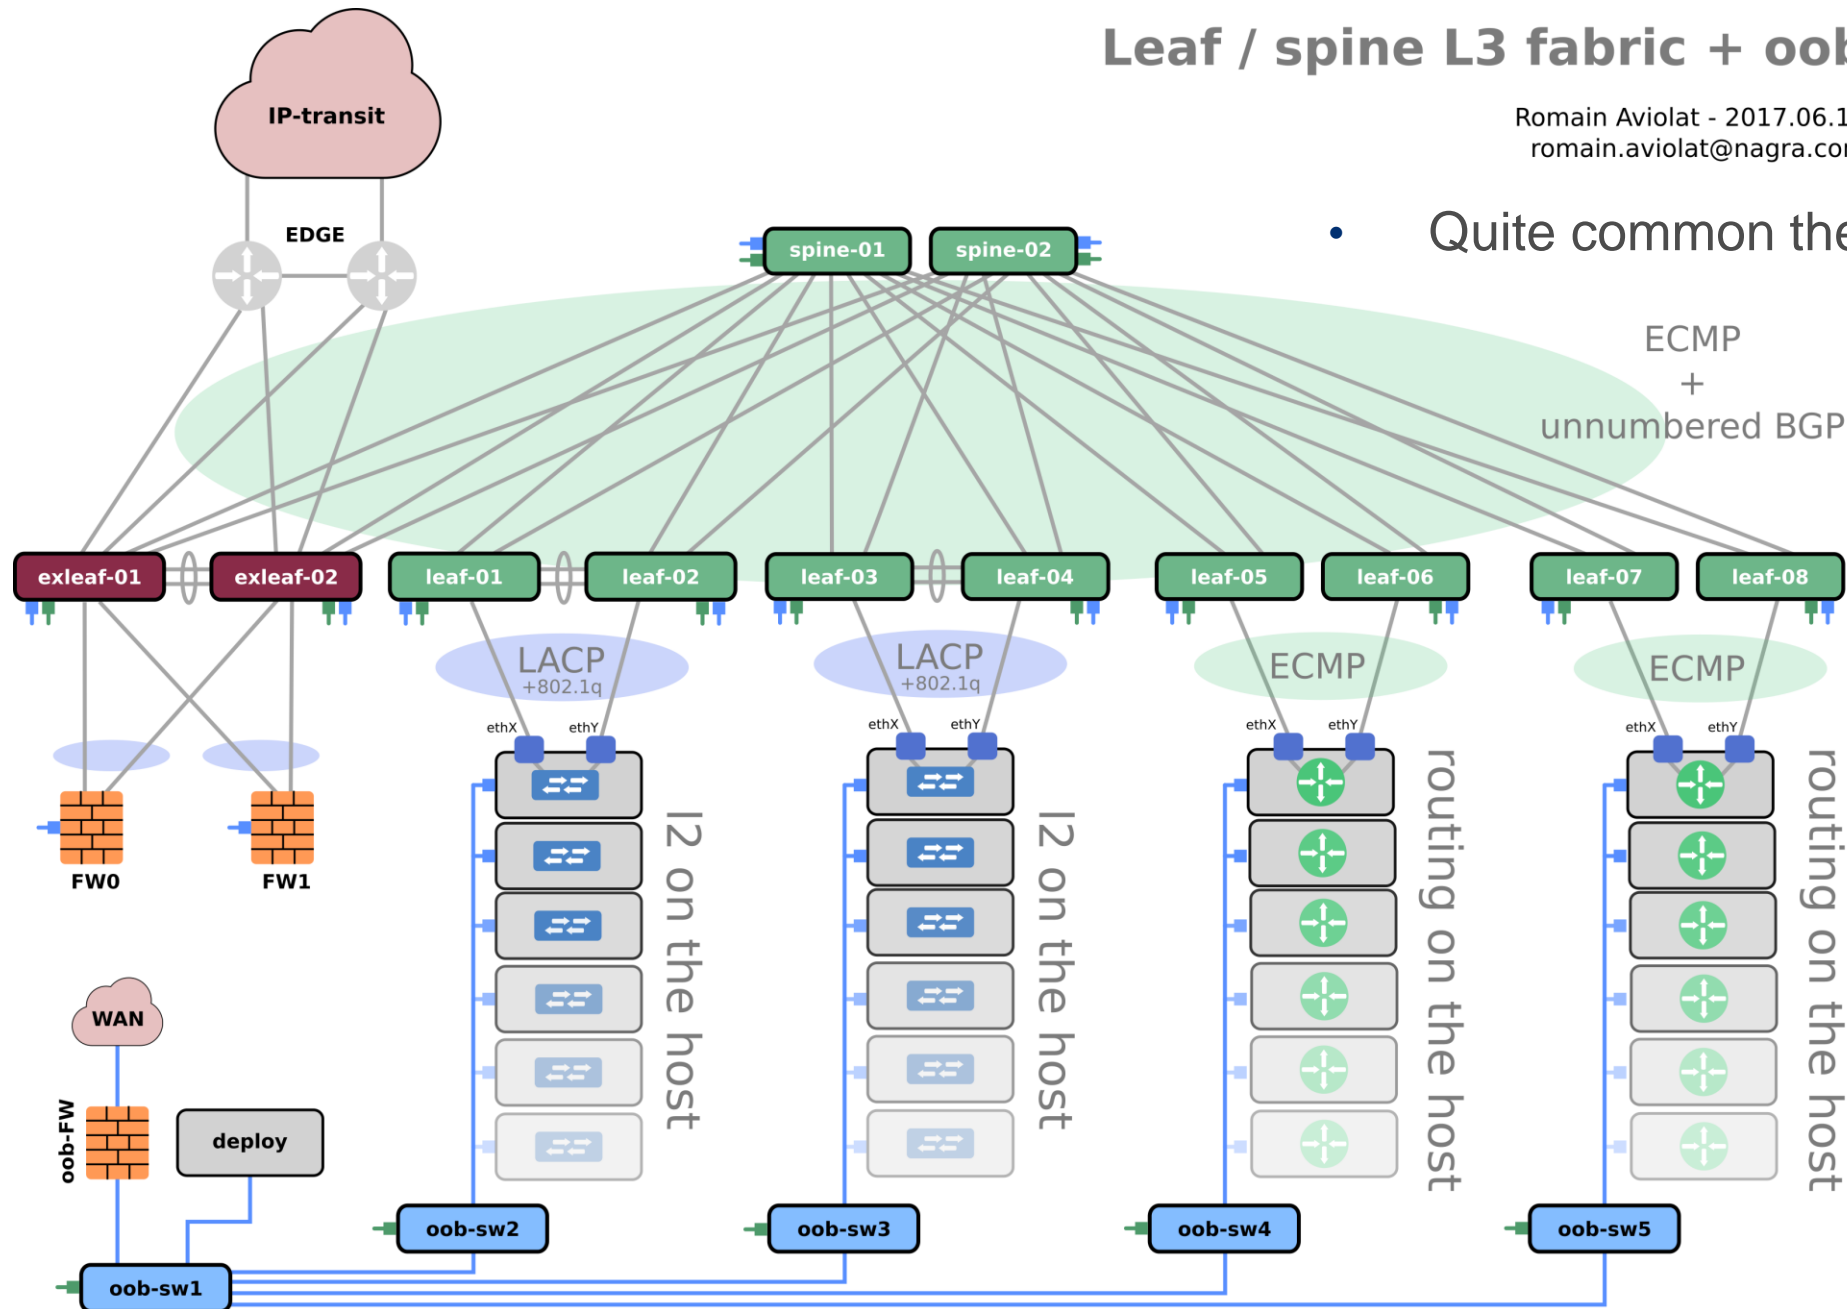 Leaf / spine L3 fabric + oob
Romain Aviolat - 2017.06.1
romain.aviolat@nagra.co
IP-transit
EDGE
spine-01
spine-02
• Quite common the
ECMP
+
unnumbered BGP
exleaf-01
exleaf-02
leaf-01
leaf-02
leaf-03
leaf-04
leaf-05
leaf-06
leaf-07
leaf-08
LACP
+802.1q
LACP
+802.1q
ECMP
ECMP
ethX
ethY
ethX
ethY
ethX
ethY
ethX
ethY
FW0
FW1
l2 on the host
l2 on the host
routing on the host
routing on the host
WAN
oob-FW
deploy
oob-sw1
oob-sw2
oob-sw3
oob-sw4
oob-sw5